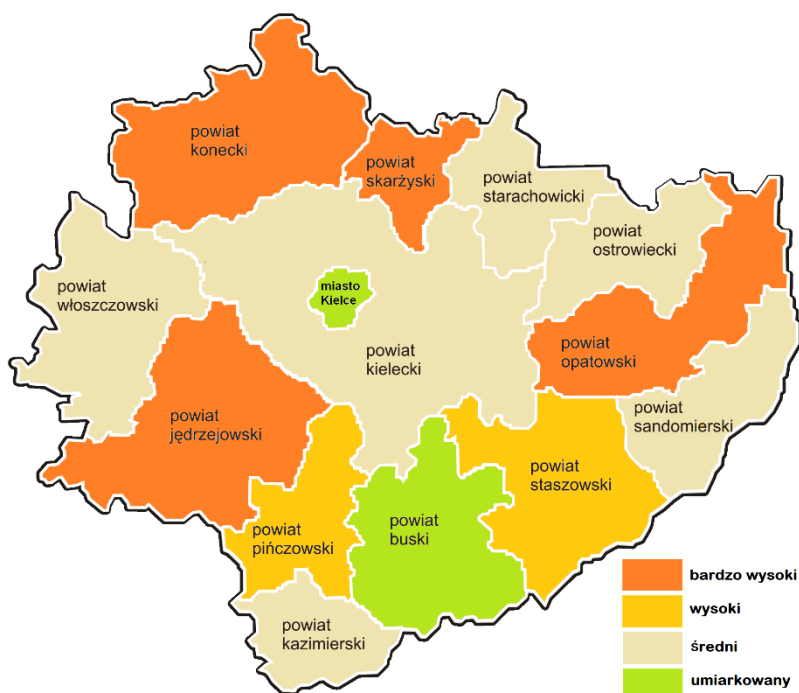 powiat
konecki
powiat
skarżyski
powiat
starachowicki
powiat
ostrowiecki
powiat
włoszczowski
miasto
Kielce
powiat
kielecki
powiat
opatowski
powiat
jędrzejowski
powiat
sandomierski
powiat
staszowski
powiat
pińczowski
powiat
buski
powiat
kazimierski
bardzo wysoki
wysoki
średni
umiarkowany